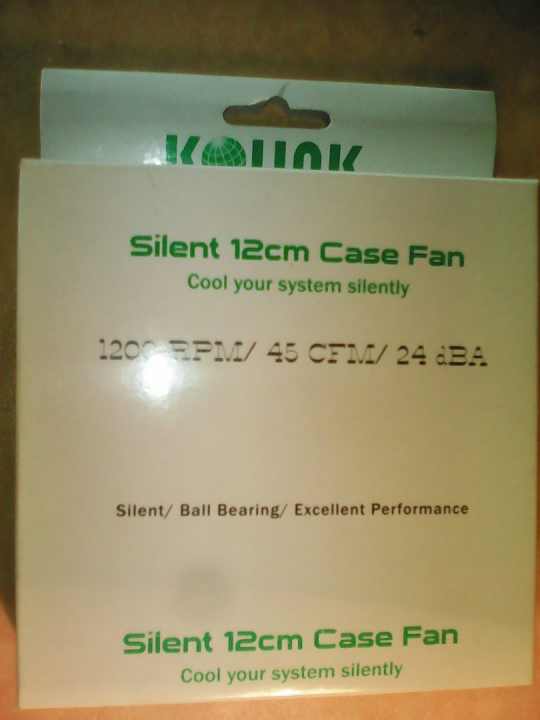 KOLINK
Silent 12cm Case Fan
Cool your system silently
1200 RPM/ 45 CFM/ 24 dBA
Silent/ Ball Bearing/ Excellent Performance
Silent 12cm Case Fan
Cool your system silently